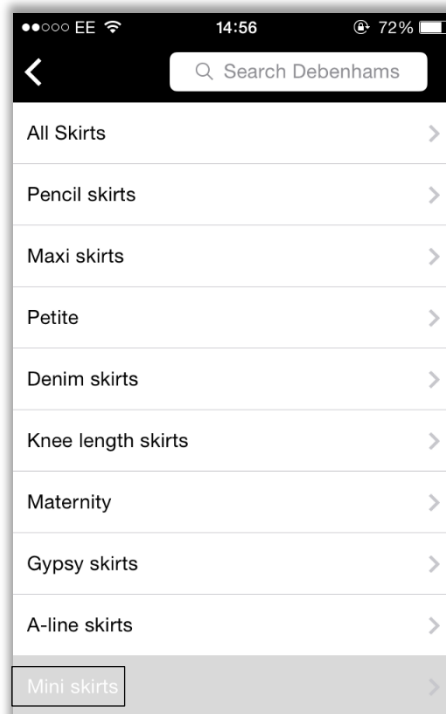 EE 14:56 72%
Search Debenhams
All Skirts
Pencil skirts
Maxi skirts
Petite
Denim skirts
Knee length skirts
Maternity
Gypsy skirts
A-line skirts
Mini skirts